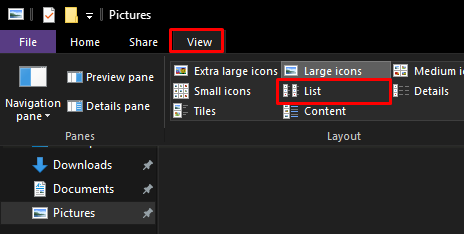 Pictures
File Home Share View
Extra large icons Large icons Medium ic
Preview pane Small icons List Details
Navigation pane Details pane Tiles Content
Panes Layout
Downloads
Documents
Pictures